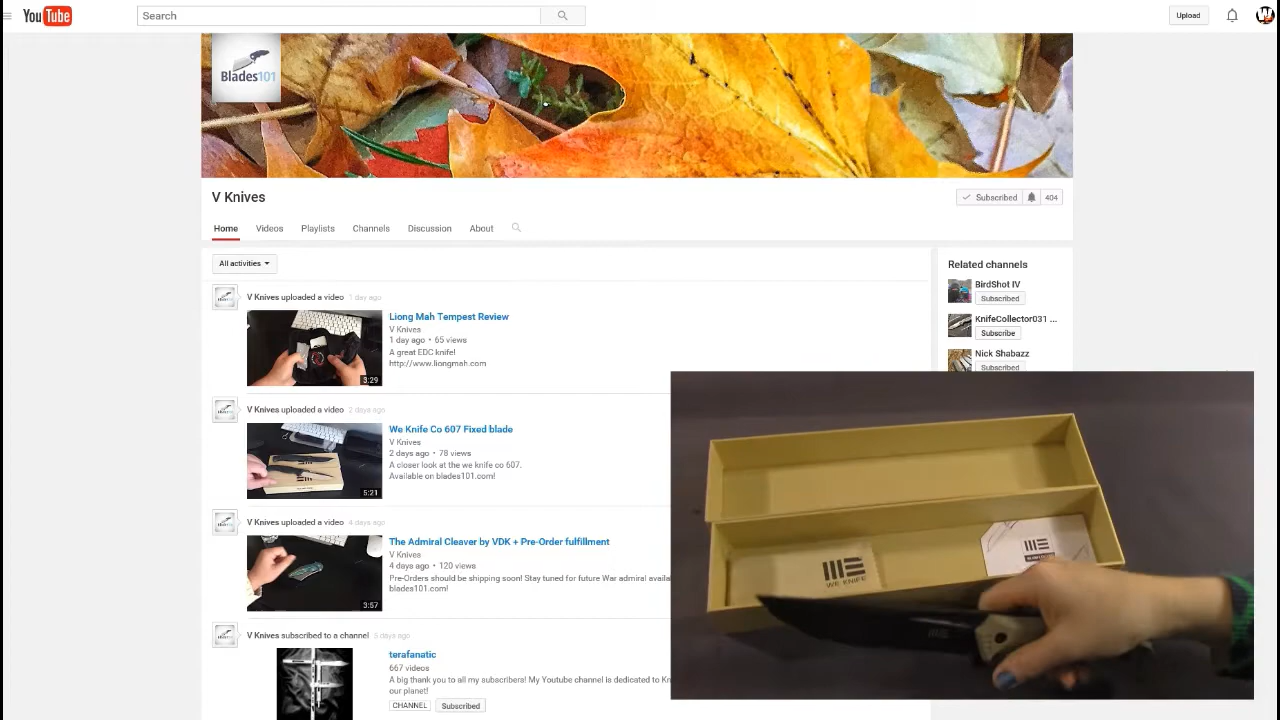 YouTube
Search
Upload
Blades101
V Knives
Subscribed 404
Home Videos Playlists Channels Discussion About
All activities
Related channels
BirdShot IV
Subscribed
KnifeCollector031 ...
Subscribe
Nick Shabazz
Subscribed
V Knives uploaded a video 1 day ago
Liong Mah Tempest Review
V Knives
1 day ago • 65 views
A great EDC knife!
http://www.liongmah.com
3:29
V Knives uploaded a video 2 days ago
We Knife Co 607 Fixed blade
V Knives
2 days ago • 78 views
A closer look at the we knife co 607.
Available on blades101.com!
5:21
V Knives uploaded a video 4 days ago
The Admiral Cleaver by VDK + Pre-Order fulfillment
V Knives
4 days ago • 120 views
Pre-Orders should be shipping soon! Stay tuned for future War admiral availa
blades101.com!
3:57
V Knives subscribed to a channel 5 days ago
terafanatic
667 videos
A big thank you to all my subscribers! My Youtube channel is dedicated to Kn
our planet!
CHANNEL Subscribed
WE KNIFE